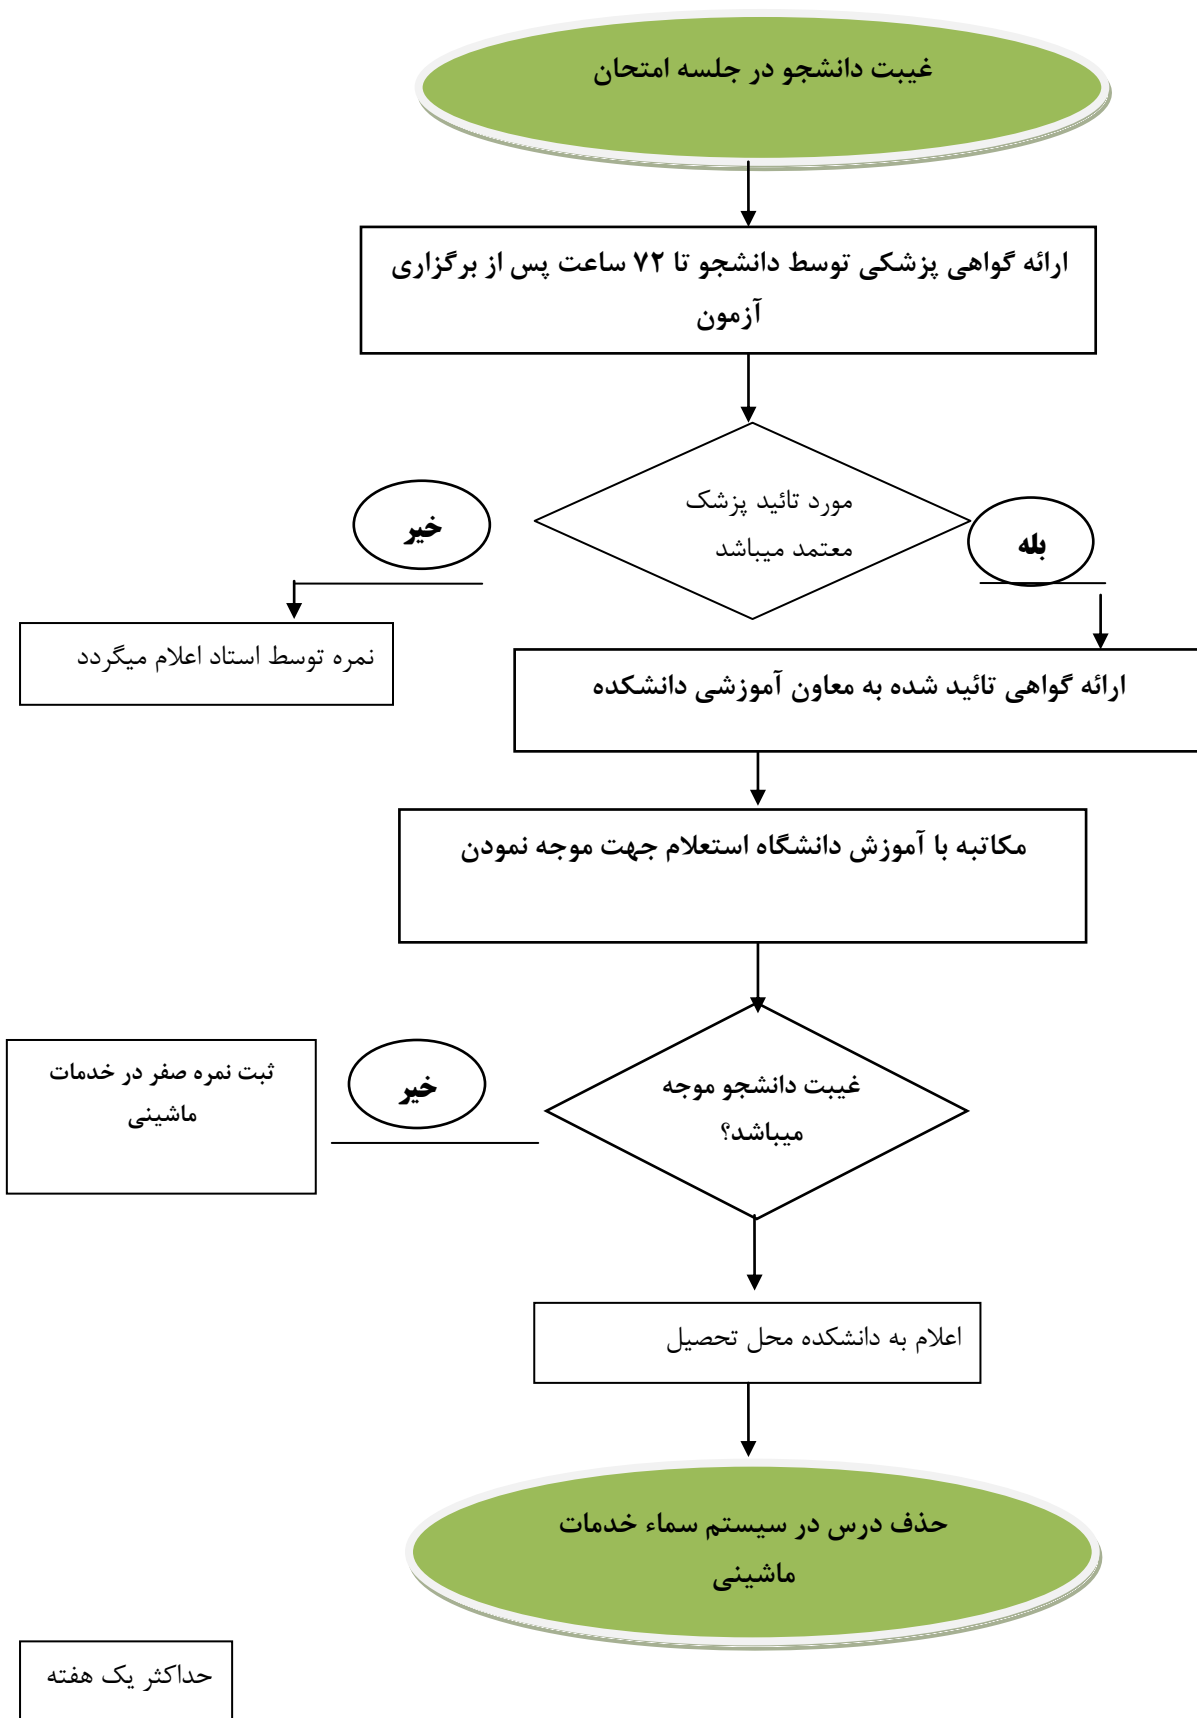 غیبت دانشجو در جلسه امتحان
ارائه گواهی پزشکی توسط دانشجو تا ۷۲ ساعت پس از برگزاری
آزمون
مورد تائید پزشک
معتمد میباشد
خیر
بله
نمره توسط استاد اعلام میگردد
ارائه گواهی تائید شده به معاون آموزشی دانشکده
مکاتبه با آموزش دانشگاه استعلام جهت موجه نمودن
غیبت دانشجو موجه
میباشد؟
خیر
ثبت نمره صفر در خدمات
ماشینی
اعلام به دانشکده محل تحصیل
حذف درس در سیستم سماء خدمات
ماشینی
حداکثر یک هفته